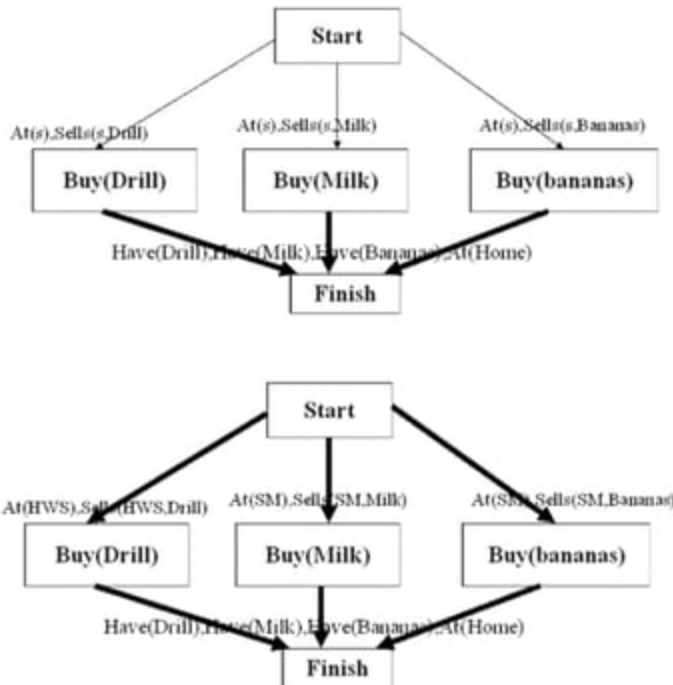 Start
At(s),Sells(s,Drill) At(s),Sells(s,Milk) At(s),Sells(s,Bananas)
Buy(Drill) Buy(Milk) Buy(bananas)
Have(Drill),Have(Milk),Have(Bananas),At(Home)
Finish
Start
At(HWS),Sells(HWS,Drill) At(SM),Sells(SM,Milk) At(SM),Sells(SM,Bananas)
Buy(Drill) Buy(Milk) Buy(bananas)
Have(Drill),Have(Milk),Have(Bananas),At(Home)
Finish